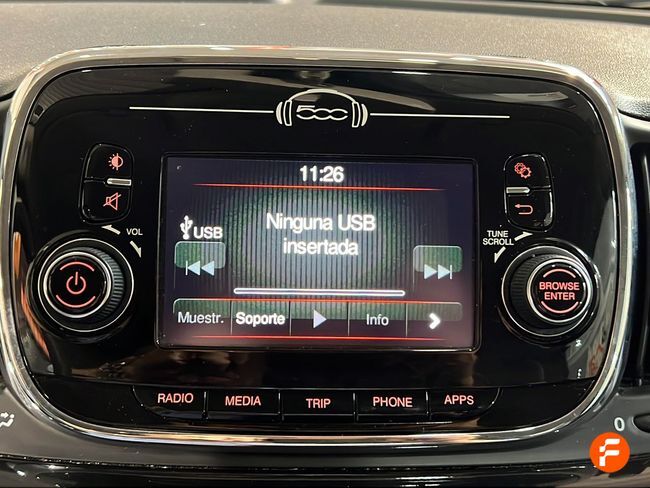 500
11:26
USB
Ninguna USB
insertada
VOL
TUNE
SCROLL
BROWSE
ENTER
Muestr.
Soporte
Info
RADIO
MEDIA
TRIP
PHONE
APPS
0